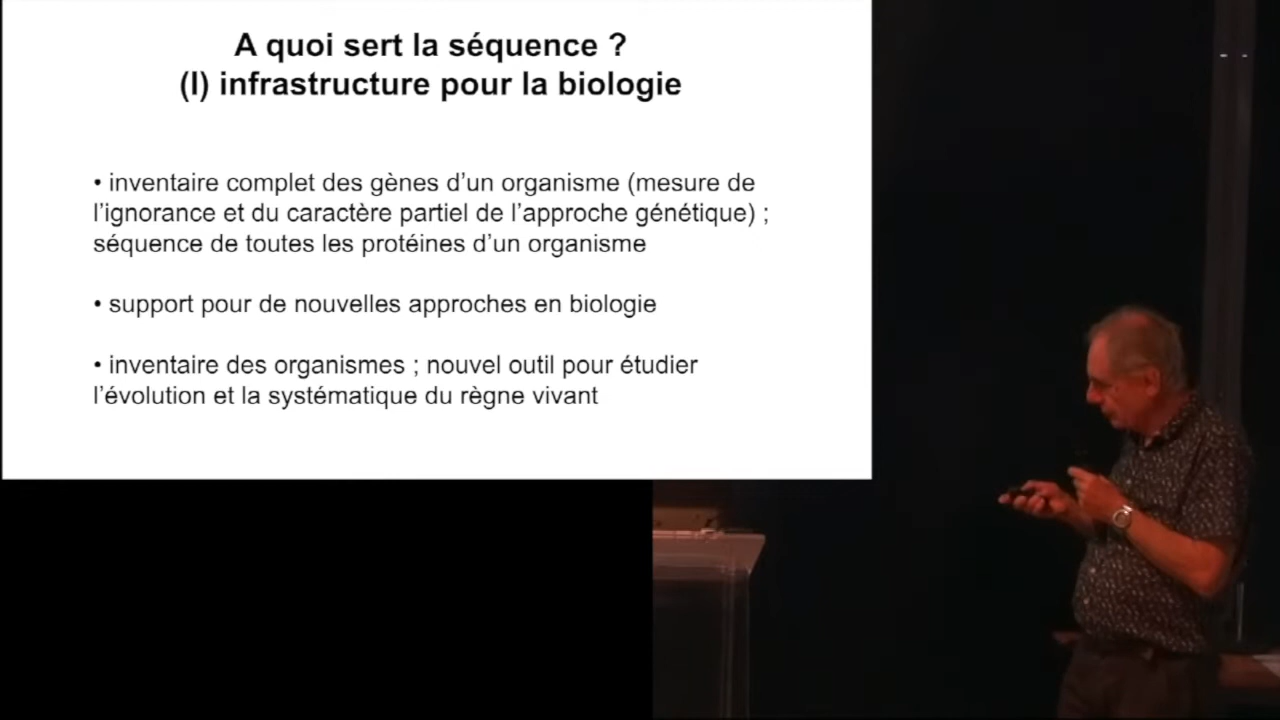 A quoi sert la séquence ?
(I) infrastructure pour la biologie
• inventaire complet des gènes d'un organisme (mesure de
l'ignorance et du caractère partiel de l'approche génétique) ;
séquence de toutes les protéines d'un organisme
• support pour de nouvelles approches en biologie
• inventaire des organismes ; nouvel outil pour étudier
l'évolution et la systématique du règne vivant